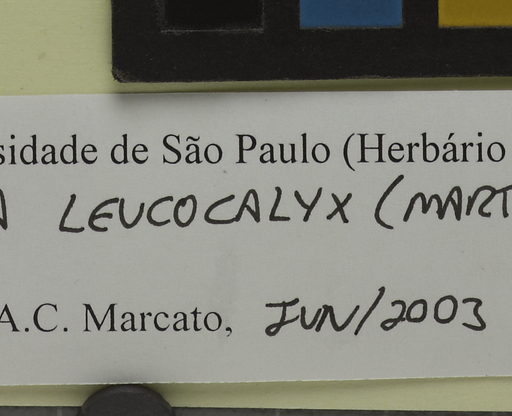 sidade de São Paulo (Herbário
A LEUCOCALYX (MART
A.C. Marcato, JUN/2003